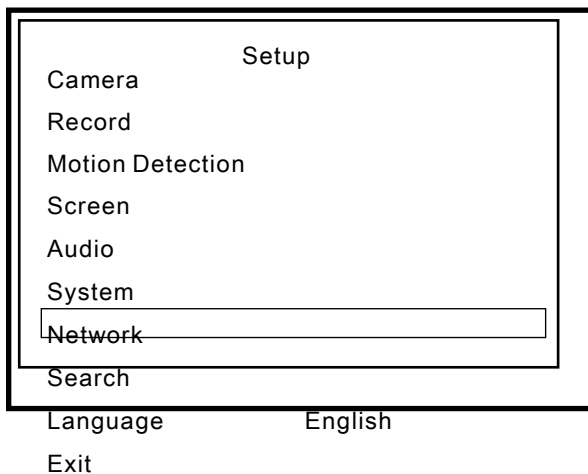 Setup
Camera
Record
Motion Detection
Screen
Audio
System
Network
Search
Language English
Exit